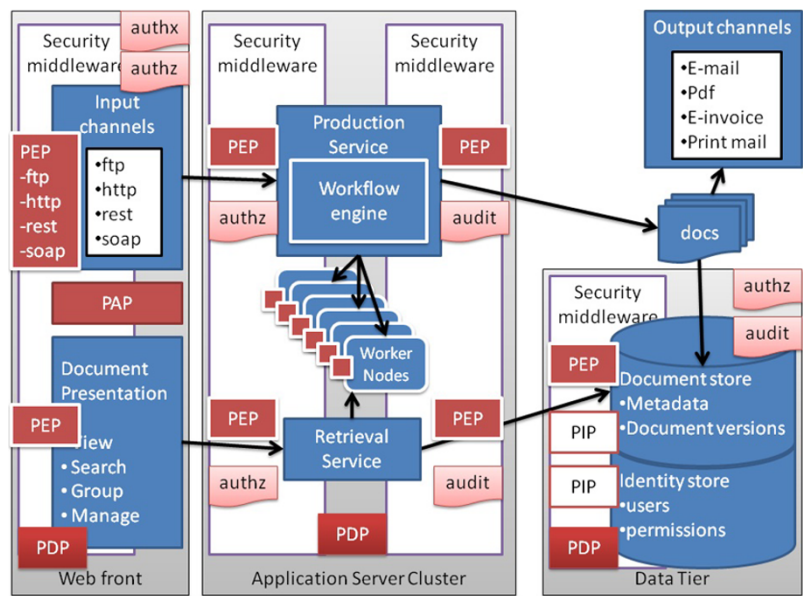 Security
middleware
authx
authz
Input
channels
PEP
-ftp
-http
-rest
-soap
•ftp
•http
•rest
•soap
PAP
Document
Presentation
PEP
View
• Search
• Group
• Manage
PDP
Web front
Security
middleware
Security
middleware
PEP
Production
Service
PEP
Workflow
engine
authz
audit
Worker
Nodes
PEP
Retrieval
Service
PEP
authz
audit
PDP
Application Server Cluster
Output channels
•E-mail
•Pdf
•E-invoice
•Print mail
docs
Security
middleware
authz
audit
PEP
Document store
•Metadata
•Document versions
PIP
PIP
Identity store
•users
•permissions
PDP
Data Tier